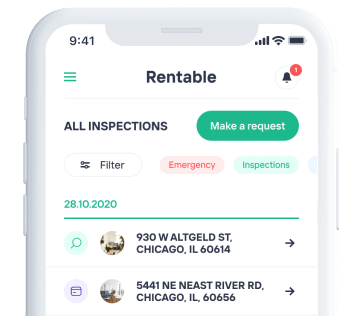 9:41
Rentable
1
ALL INSPECTIONS
Make a request
Filter
Emergency
Inspections
28.10.2020
930 W ALTGELD ST,
CHICAGO, IL 60614
5441 NE NEAST RIVER RD,
CHICAGO, IL, 60656